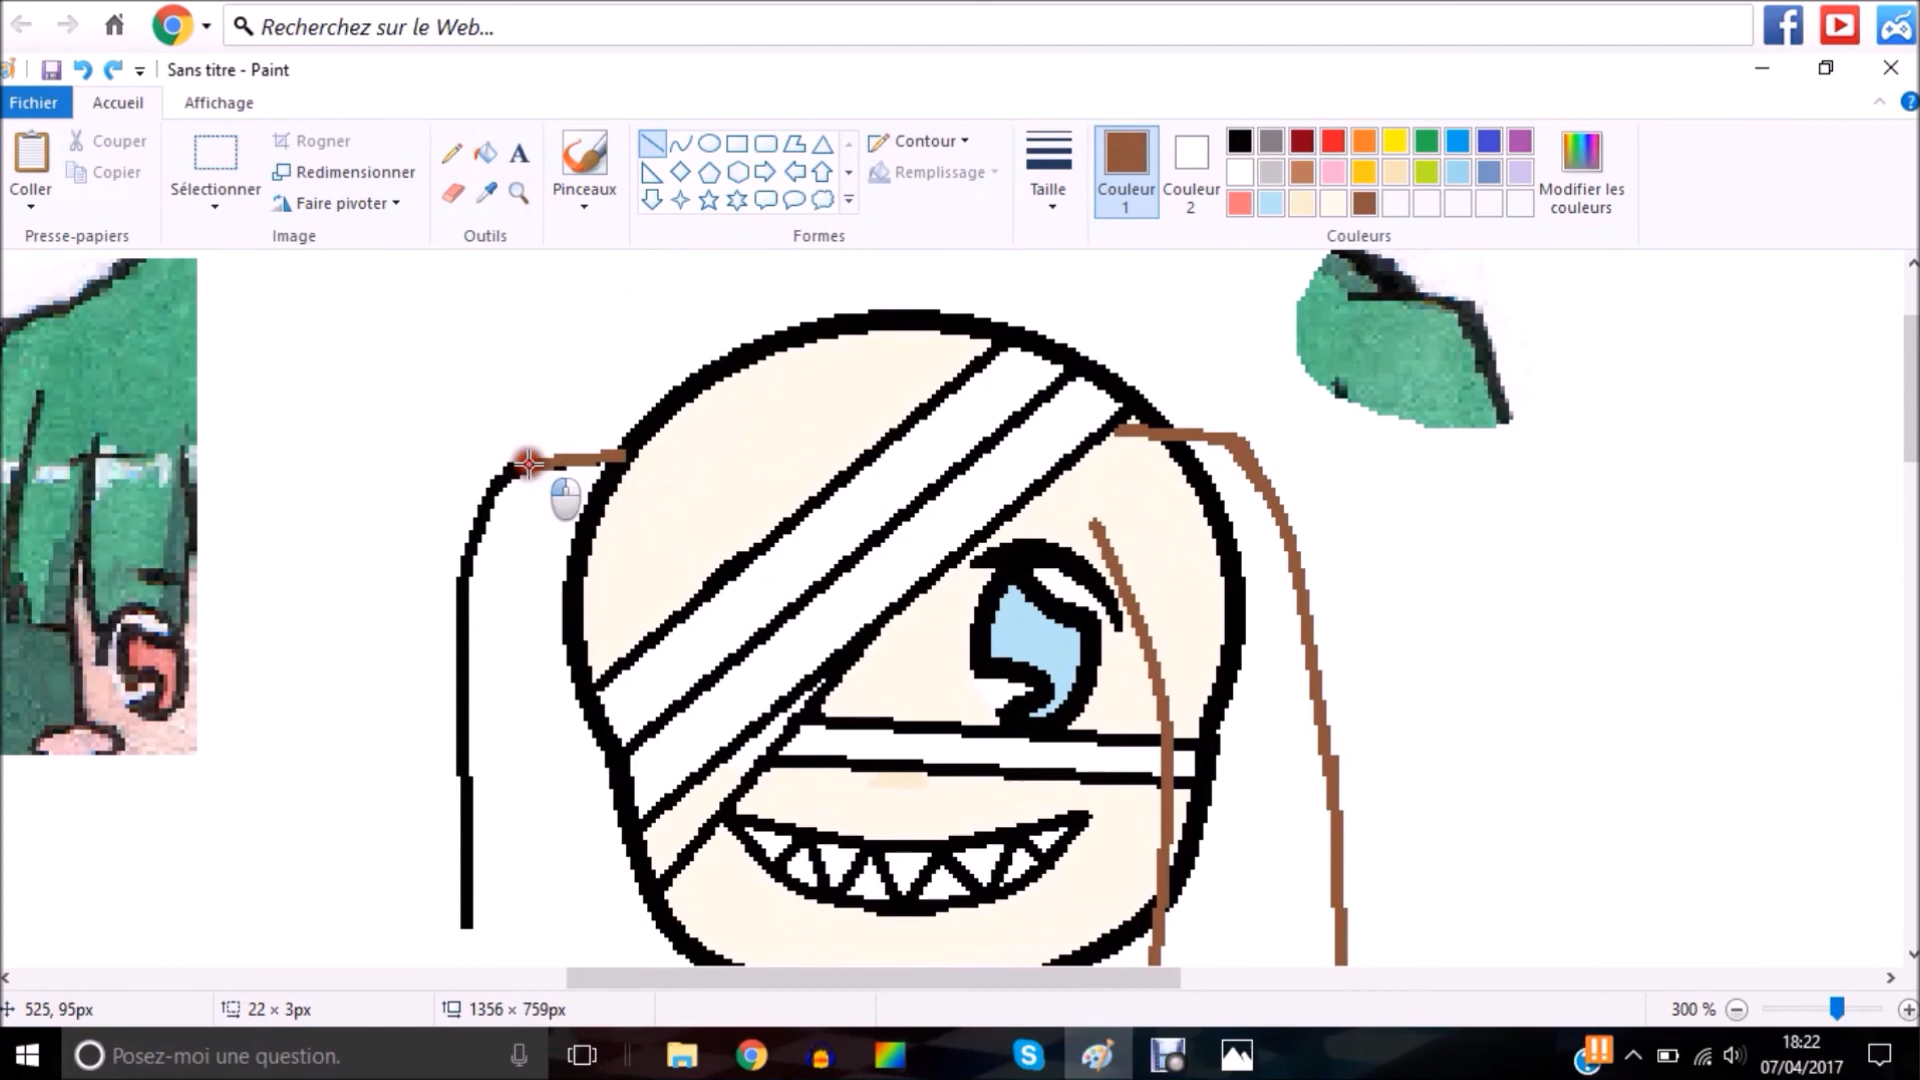 Recherchez sur le Web...
Sans titre - Paint
Fichier
Accueil
Affichage
Coller
Couper
Copier
Presse-papiers
Sélectionner
Rogner
Redimensionner
Faire pivoter
Image
Outils
Pinceaux
Contour
Remplissage
Formes
Taille
Couleur
1
Couleur
2
Modifier les
couleurs
Couleurs
525, 95px
22 × 3px
1356 × 759px
300 %
Posez-moi une question.
18:22
07/04/2017